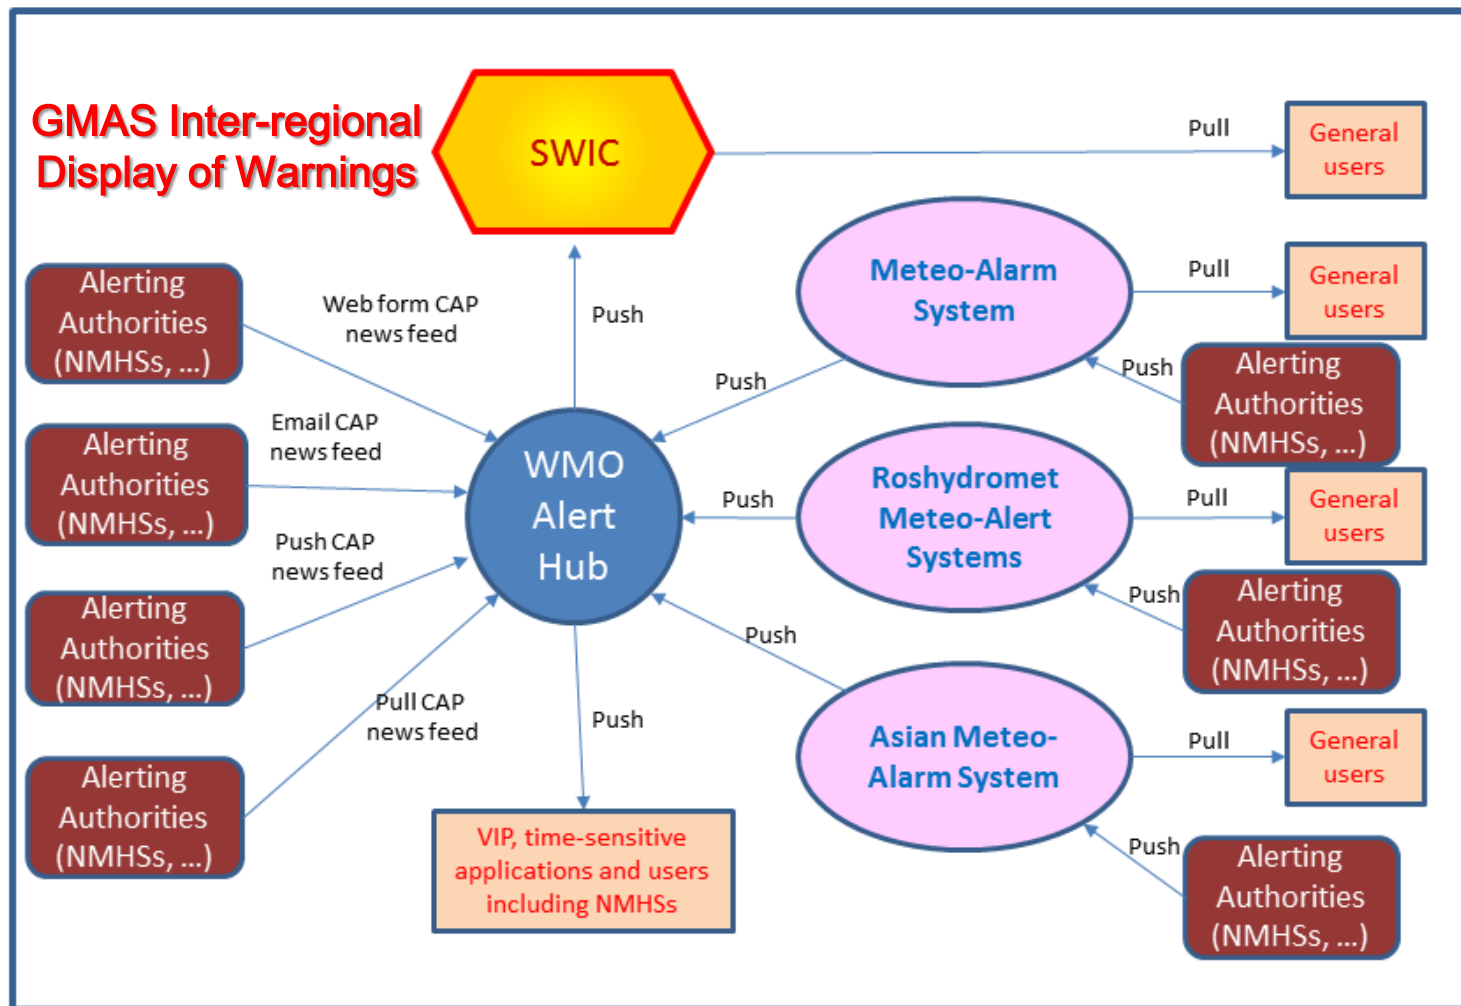 GMAS Inter-regional
Display of Warnings
SWIC
Pull
General
users
Alerting
Authorities
(NMHSs, ...)
Web form CAP
news feed
Push
Meteo-Alarm
System
Pull
General
users
Push
Push
Alerting
Authorities
(NMHSs, ...)
Alerting
Authorities
(NMHSs, ...)
Email CAP
news feed
WMO
Alert
Hub
Push
Roshydromet
Meteo-Alert
Systems
Pull
General
users
Push CAP
news feed
Alerting
Authorities
(NMHSs, ...)
Push
Push
Alerting
Authorities
(NMHSs, ...)
Pull CAP
news feed
Push
Asian Meteo-
Alarm System
Pull
General
users
Alerting
Authorities
(NMHSs, ...)
VIP, time-sensitive
applications and users
including NMHSs
Push
Alerting
Authorities
(NMHSs, ...)